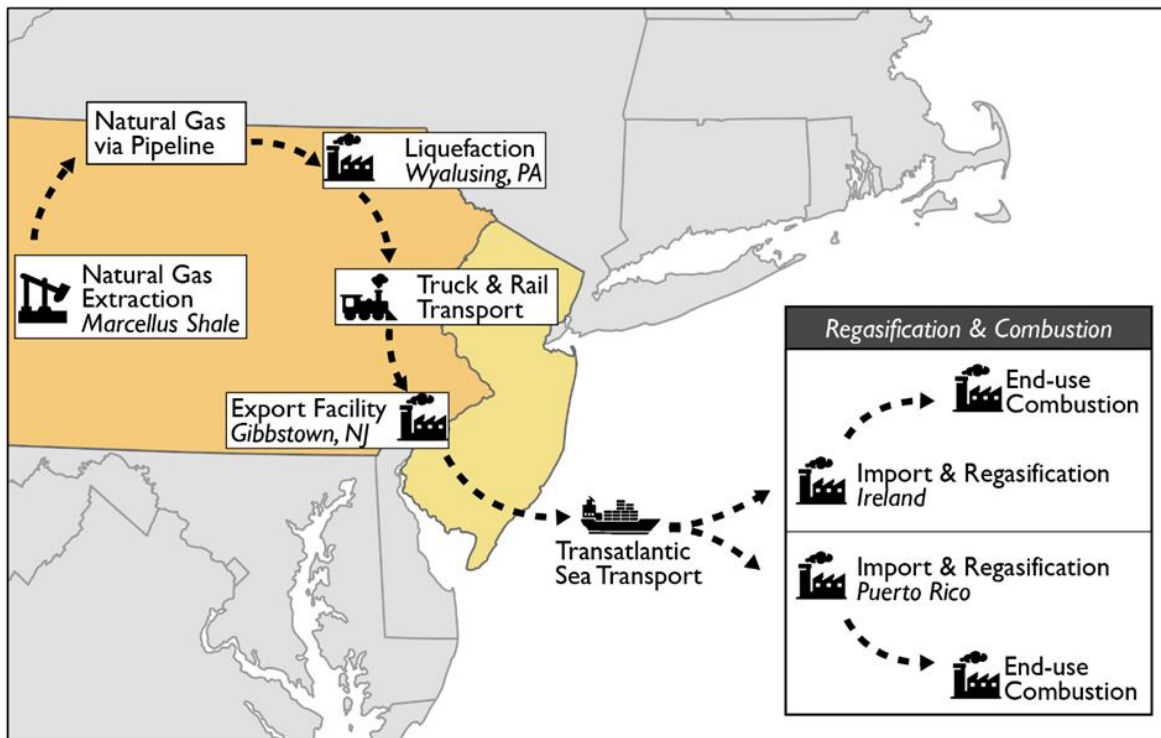 Natural Gas
via Pipeline
Liquefaction
Wyalusing, PA
Natural Gas
Extraction
Marcellus Shale
Truck & Rail
Transport
Export Facility
Gibbstown, NJ
Transatlantic
Sea Transport
Regasification & Combustion
End-use
Combustion
Import & Regasification
Ireland
Import & Regasification
Puerto Rico
End-use
Combustion